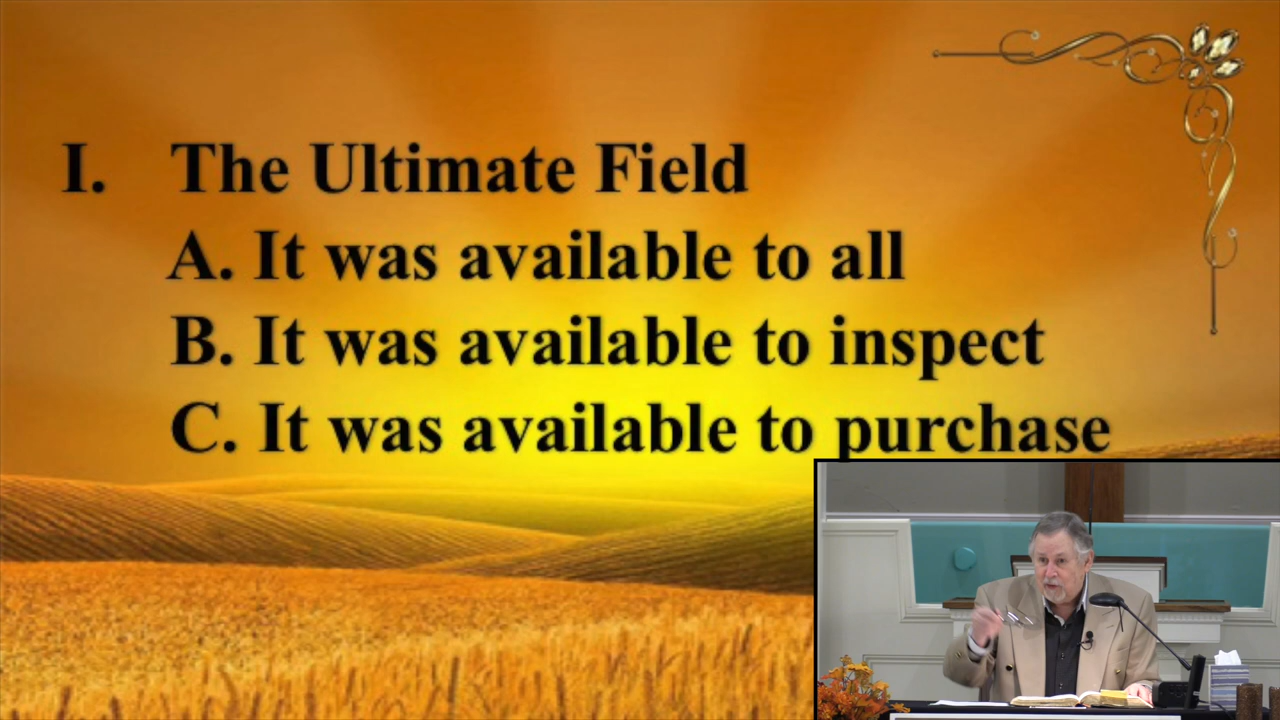 I. The Ultimate Field
A. It was available to all
B. It was available to inspect
C. It was available to purchase